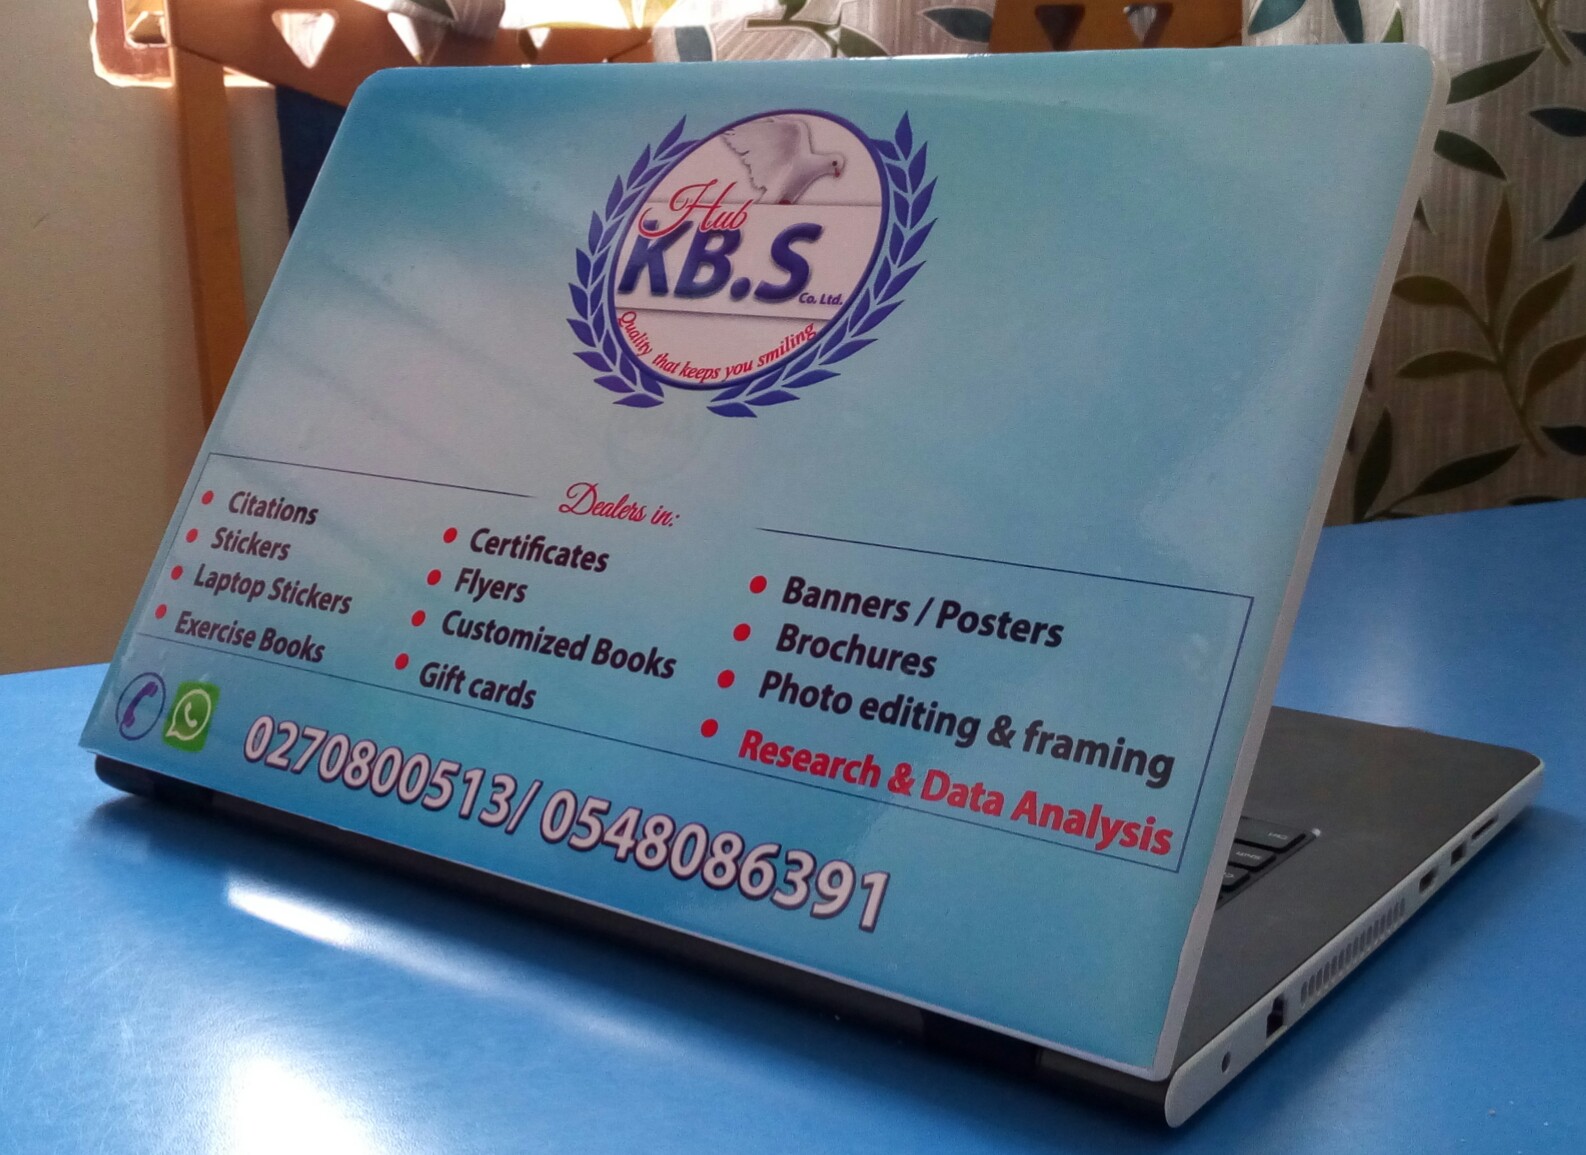 Hub
KB.S
Co. Ltd.
Quality that keeps you smiling
Dealers in:
• Citations
• Stickers
• Laptop Stickers
• Exercise Books
• Certificates
• Flyers
• Customized Books
• Gift cards
• Banners / Posters
• Brochures
• Photo editing & framing
• Research & Data Analysis
0270800513/ 0548086391